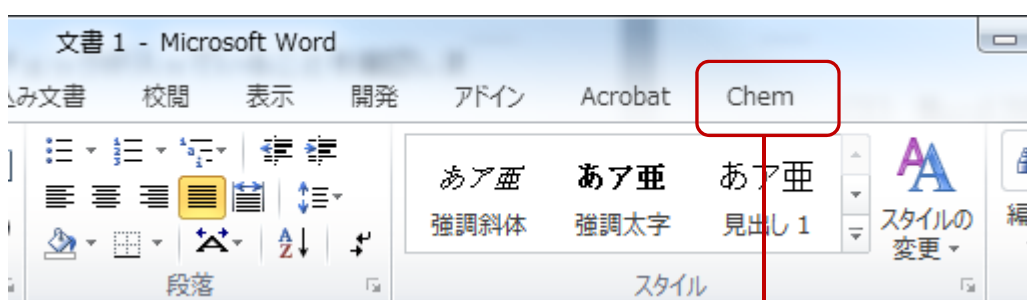 文書 1 - Microsoft Word
み文書 校閲 表示 開発 アドイン Acrobat Chem
あア亜 あア亜 あア亜
強調斜体 強調太字 見出し 1
スタイルの
変更
編
段落 スタイル